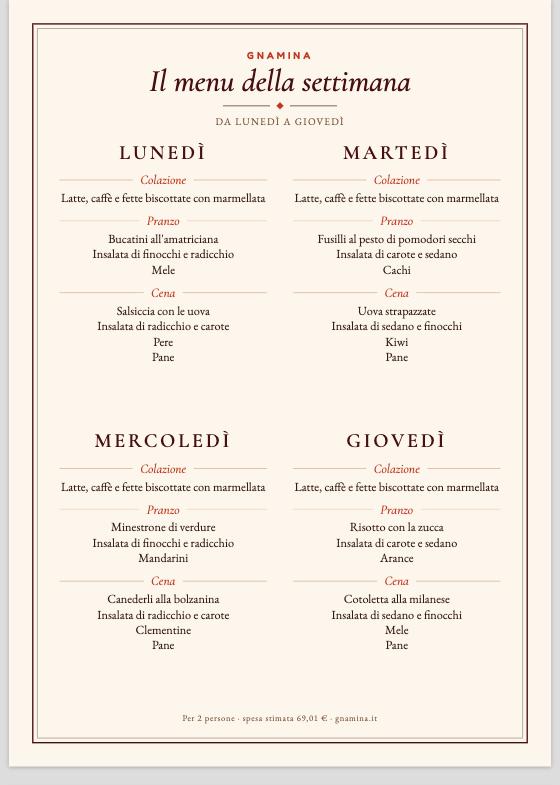 GNAMINA
Il menu della settimana
DA LUNEDÌ A GIOVEDÌ
LUNEDÌ
Colazione
Latte, caffè e fette biscottate con marmellata
Pranzo
Bucatini all'amatriciana
Insalata di finocchi e radicchio
Mele
Cena
Salsiccia con le uova
Insalata di radicchio e carote
Pere
Pane
MARTEDÌ
Colazione
Latte, caffè e fette biscottate con marmellata
Pranzo
Fusilli al pesto di pomodori secchi
Insalata di carote e sedano
Cachi
Cena
Uova strapazzate
Insalata di sedano e finocchi
Kiwi
Pane
MERCOLEDÌ
Colazione
Latte, caffè e fette biscottate con marmellata
Pranzo
Minestrone di verdure
Insalata di finocchi e radicchio
Mandarini
Cena
Canederli alla bolzanina
Insalata di radicchio e carote
Clementine
Pane
GIOVEDÌ
Colazione
Latte, caffè e fette biscottate con marmellata
Pranzo
Risotto con la zucca
Insalata di carote e sedano
Arance
Cena
Cotoletta alla milanese
Insalata di sedano e finocchi
Mele
Pane
Per 2 persone · spesa stimata 69,01 € · gnamina.it